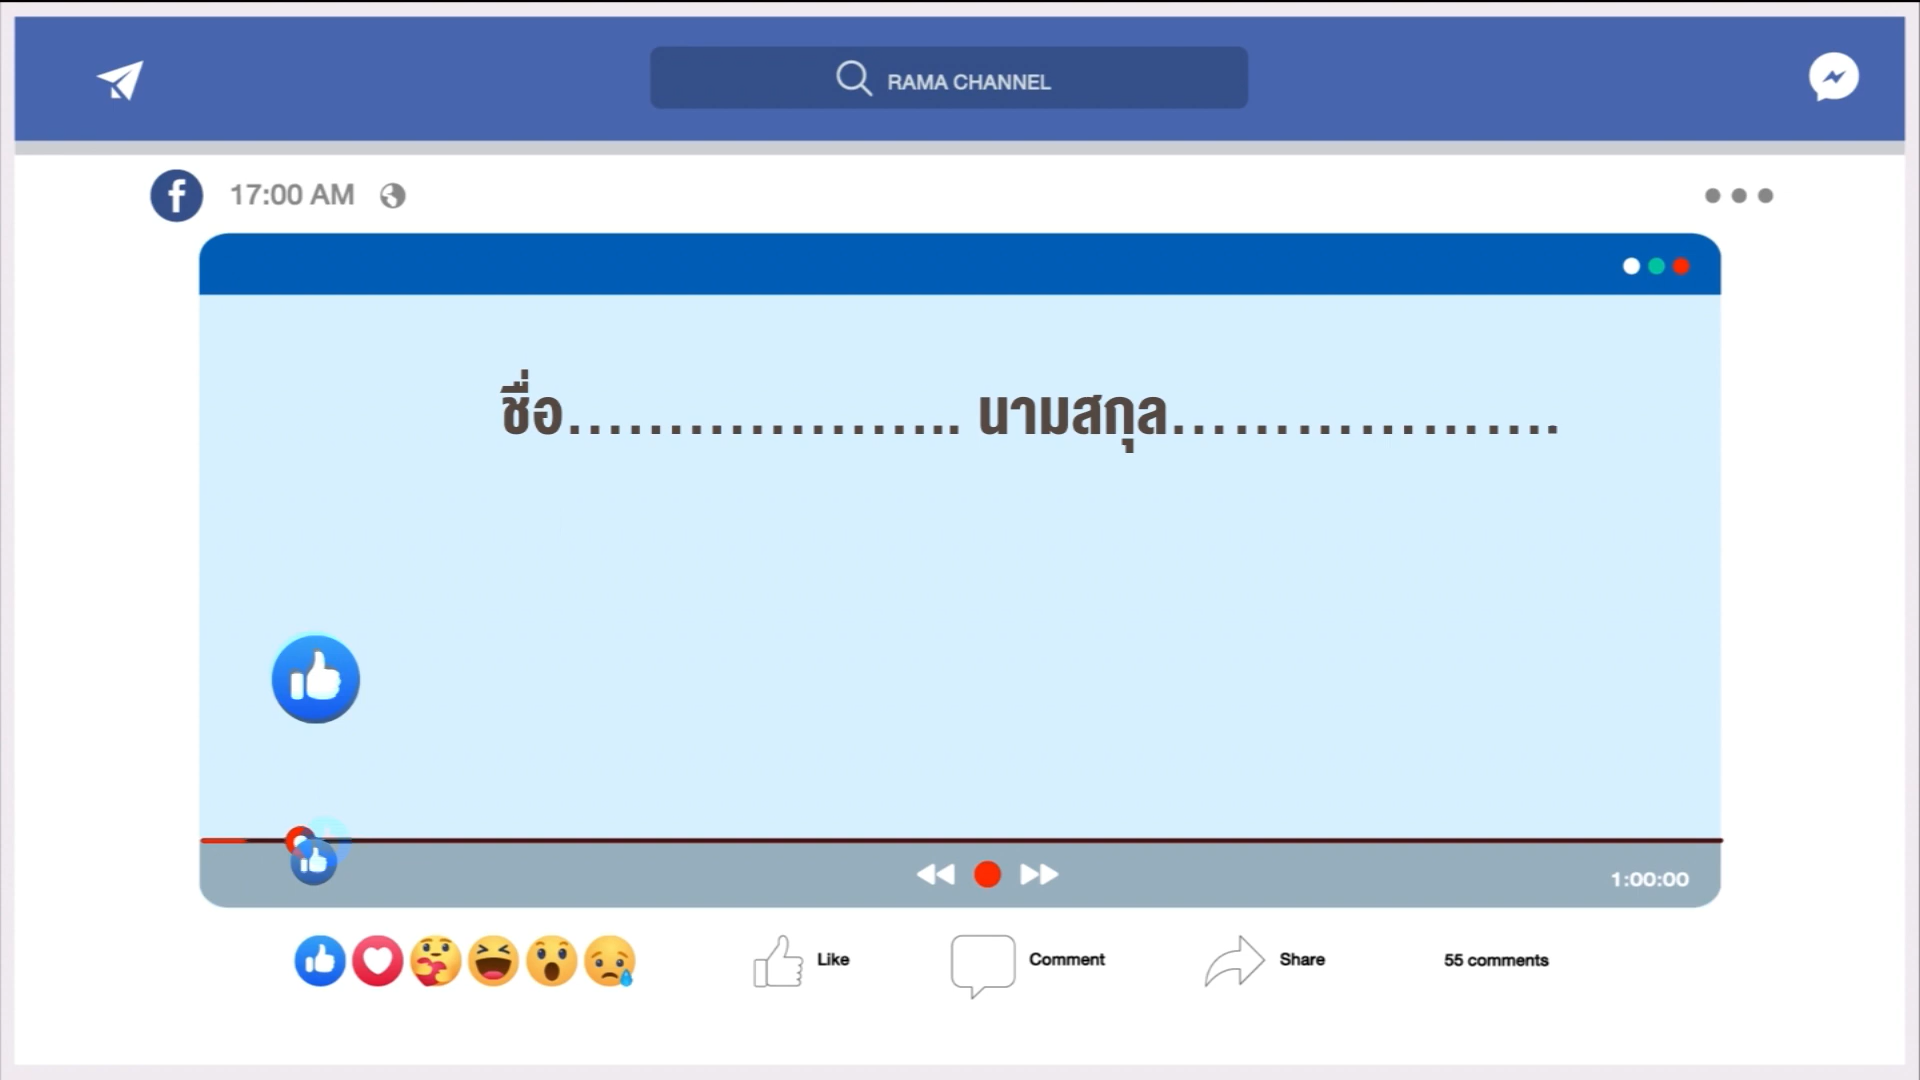 RAMA CHANNEL
17:00 AM
ชื่อ.................... นามสกุล....................
1:00:00
Like
Comment
Share
55 comments